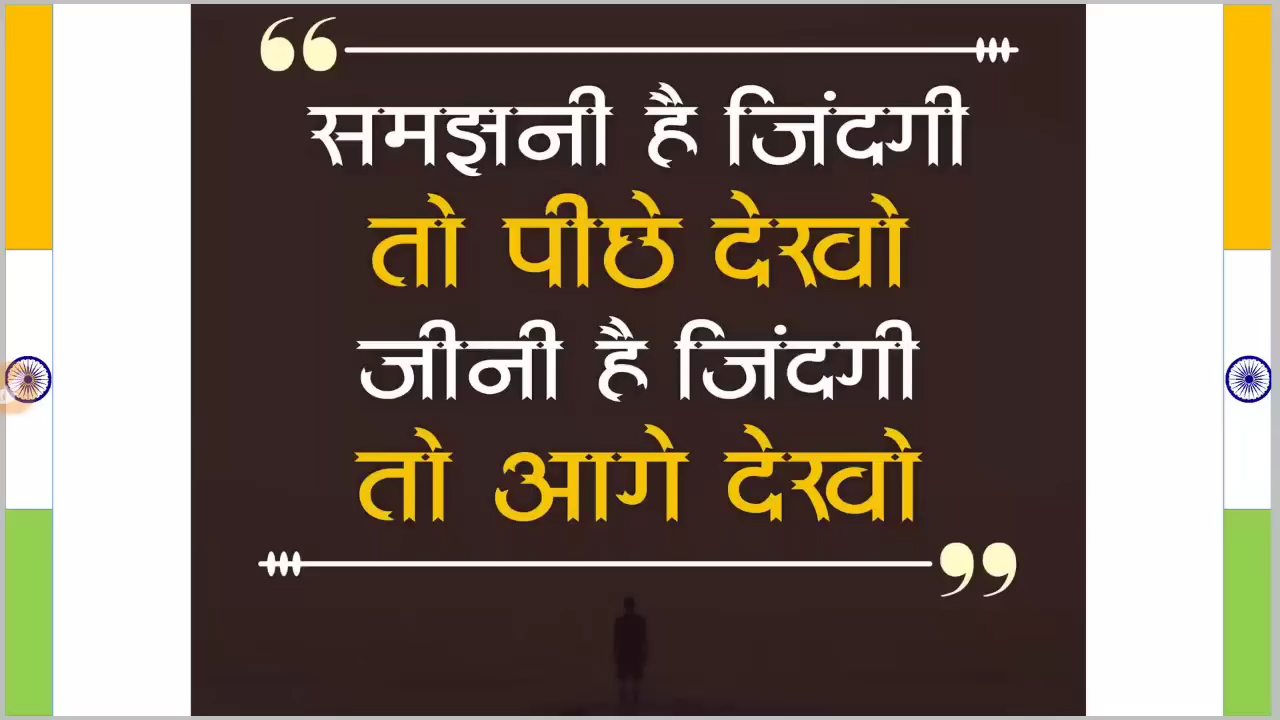 “ समझनी है जिंदगी
तो पीछे देखो
जीनी है जिंदगी
तो आगे देखो ”